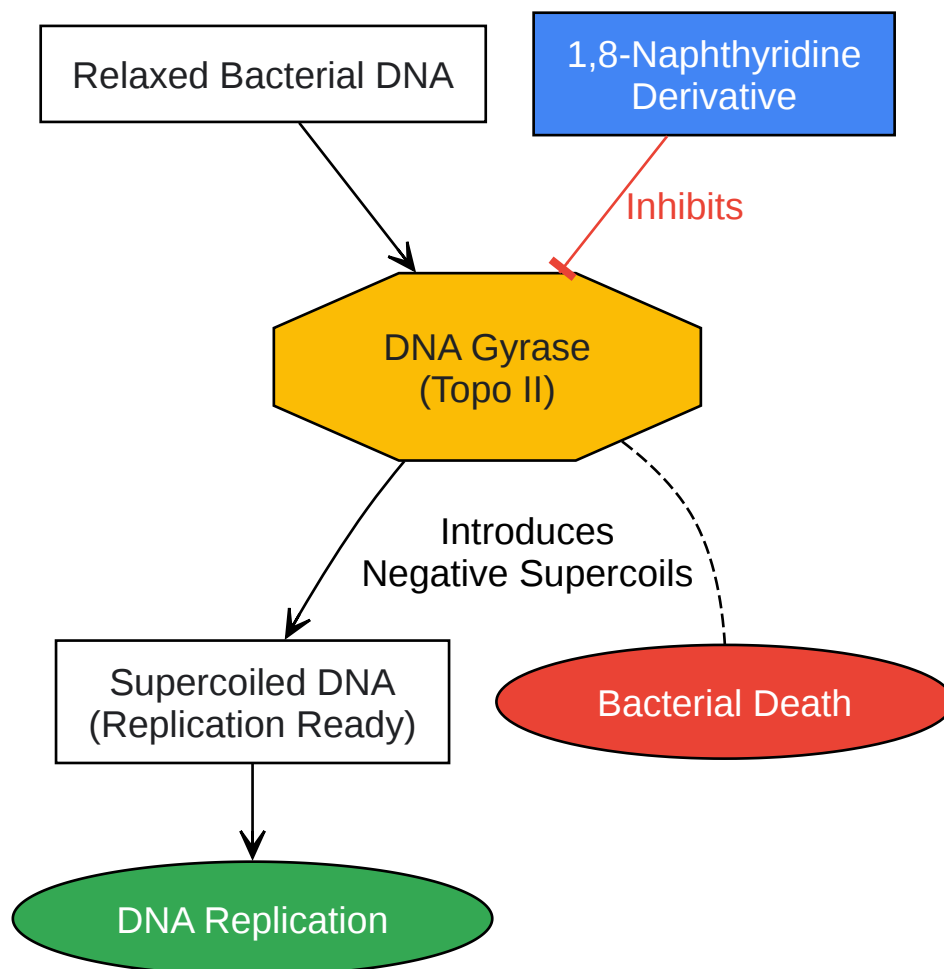 Relaxed Bacterial DNA
1,8-Naphthyridine
Derivative
Inhibits
DNA Gyrase
(Topo II)
Introduces
Negative Supercoils
Supercoiled DNA
(Replication Ready)
Bacterial Death
DNA Replication